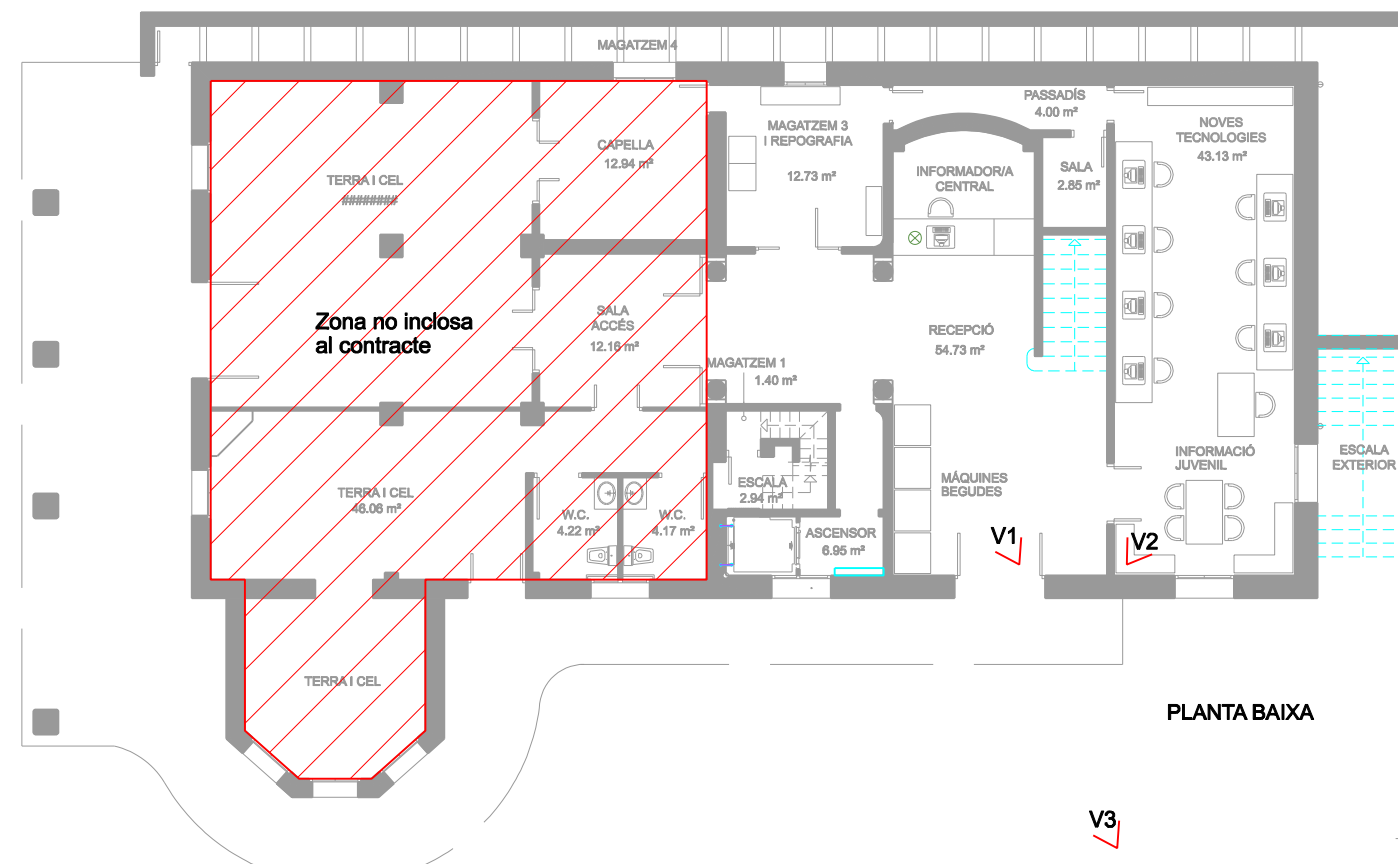 MAGATZEM 4
PASSADÍS
4.00 m²
NOVES
TECNOLOGIES
43.13 m²
MAGATZEM 3
I REPOGRAFIA
12.73 m²
CAPELLA
12.94 m²
INFORMADOR/A
CENTRAL
SALA
2.85 m²
TERRA I CEL
########
Zona no inclosa
al contracte
SALA
ACCÉS
12.16 m²
RECEPCIÓ
54.73 m²
MAGATZEM 1
1.40 m²
INFORMACIÓ
JUVENIL
ESCALA
EXTERIOR
TERRA I CEL
46.06 m²
ESCALA
2.94 m²
MÁQUINES
BEGUDES
W.C.
4.22 m²
W.C.
4.17 m²
ASCENSOR
6.95 m²
V1
V2
TERRA I CEL
PLANTA BAIXA
V3